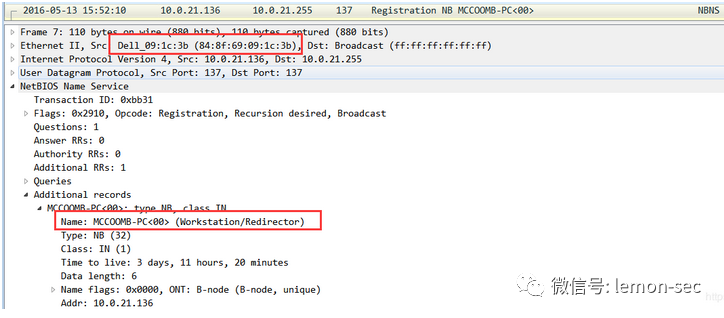 2016-05-13 15:52:10 10.0.21.136 10.0.21.255 137 Registration NB MCCOOMB-PC<00> NBNS
Frame 7: 110 bytes on wire (880 bits), 110 bytes captured (880 bits)
Ethernet II, Src: Dell_09:1c:3b (84:8f:69:09:1c:3b), Dst: Broadcast (ff:ff:ff:ff:ff:ff)
Internet Protocol Version 4, Src: 10.0.21.136, Dst: 10.0.21.255
User Datagram Protocol, Src Port: 137, Dst Port: 137
NetBIOS Name Service
Transaction ID: 0xbb31
Flags: 0x2910, Opcode: Registration, Recursion desired, Broadcast
Questions: 1
Answer RRs: 0
Authority RRs: 0
Additional RRs: 1
Queries
Additional records
MCCOOMB-PC<00>: type NB, class IN
Name: MCCOOMB-PC<00> (Workstation/Redirector)
Type: NB (32)
Class: IN (1)
Time to live: 3 days, 11 hours, 20 minutes
Data length: 6
Name flags: 0x0000, ONT: B-node (B-node, unique)
Addr: 10.0.21.136
微信号: lemon-sec
http